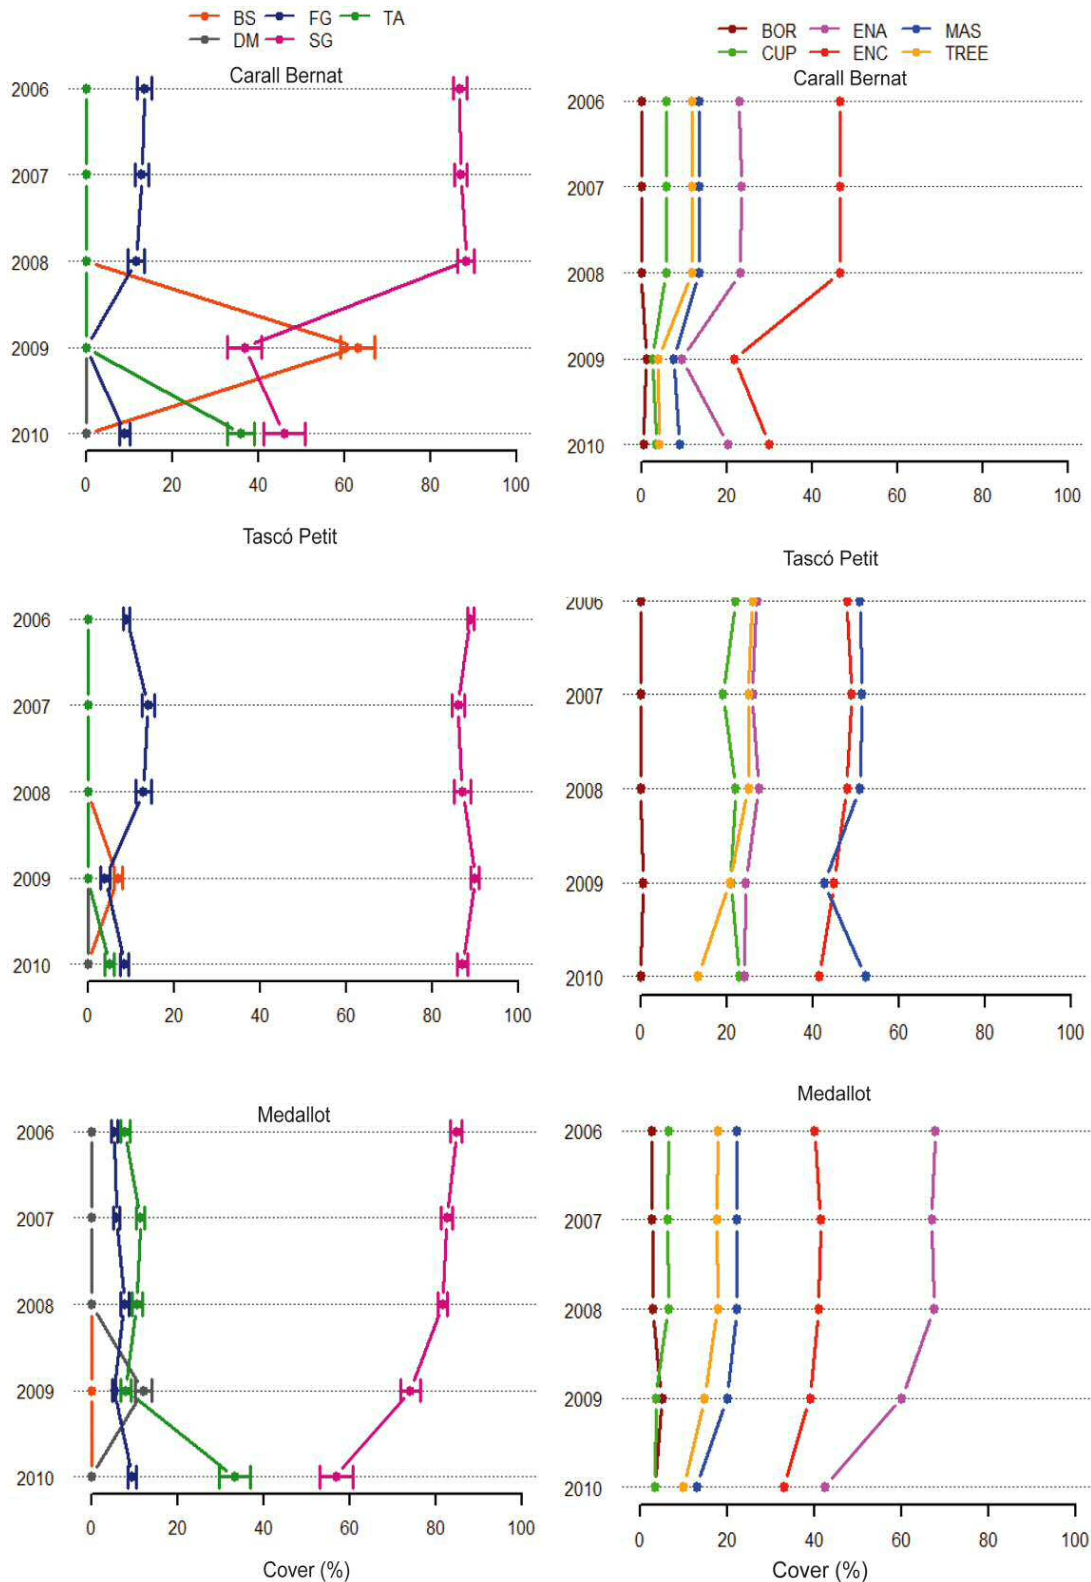 BS FG TA
DM SG
Carall Bernat
2006
2007
2008
2009
2010
0 20 40 60 80 100
BOR ENA MAS
CUP ENC TREE
Carall Bernat
2006
2007
2008
2009
2010
0 20 40 60 80 100
Tascó Petit
2006
2007
2008
2009
2010
0 20 40 60 80 100
Tascó Petit
2006
2007
2008
2009
2010
0 20 40 60 80 100
Medallot
2006
2007
2008
2009
2010
0 20 40 60 80 100
Cover (%)
Medallot
2006
2007
2008
2009
2010
0 20 40 60 80 100
Cover (%)